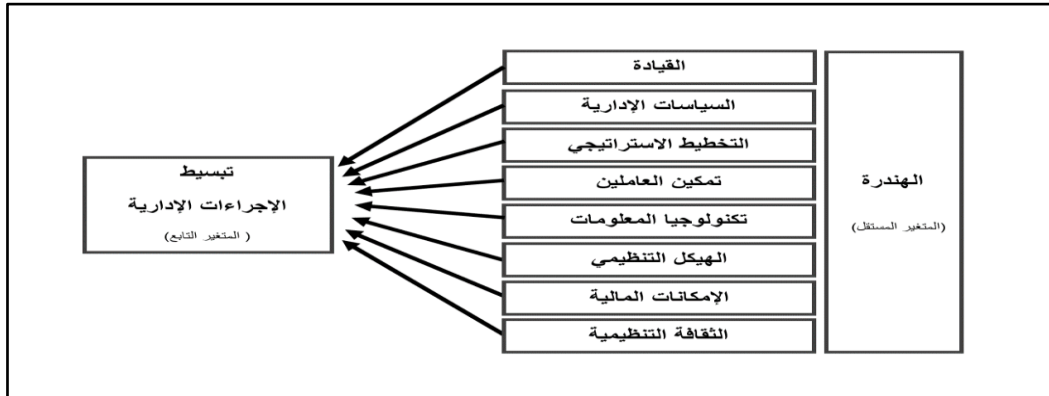 الهندرة
(المتغير المستقل)
القيادة
السياسات الإدارية
التخطيط الاستراتيجي
تمكين العاملين
تكنولوجيا المعلومات
الهيكل التنظيمي
الإمكانات المالية
الثقافة التنظيمية
تبسيط
الإجراءات الإدارية
( المتغير التابع)